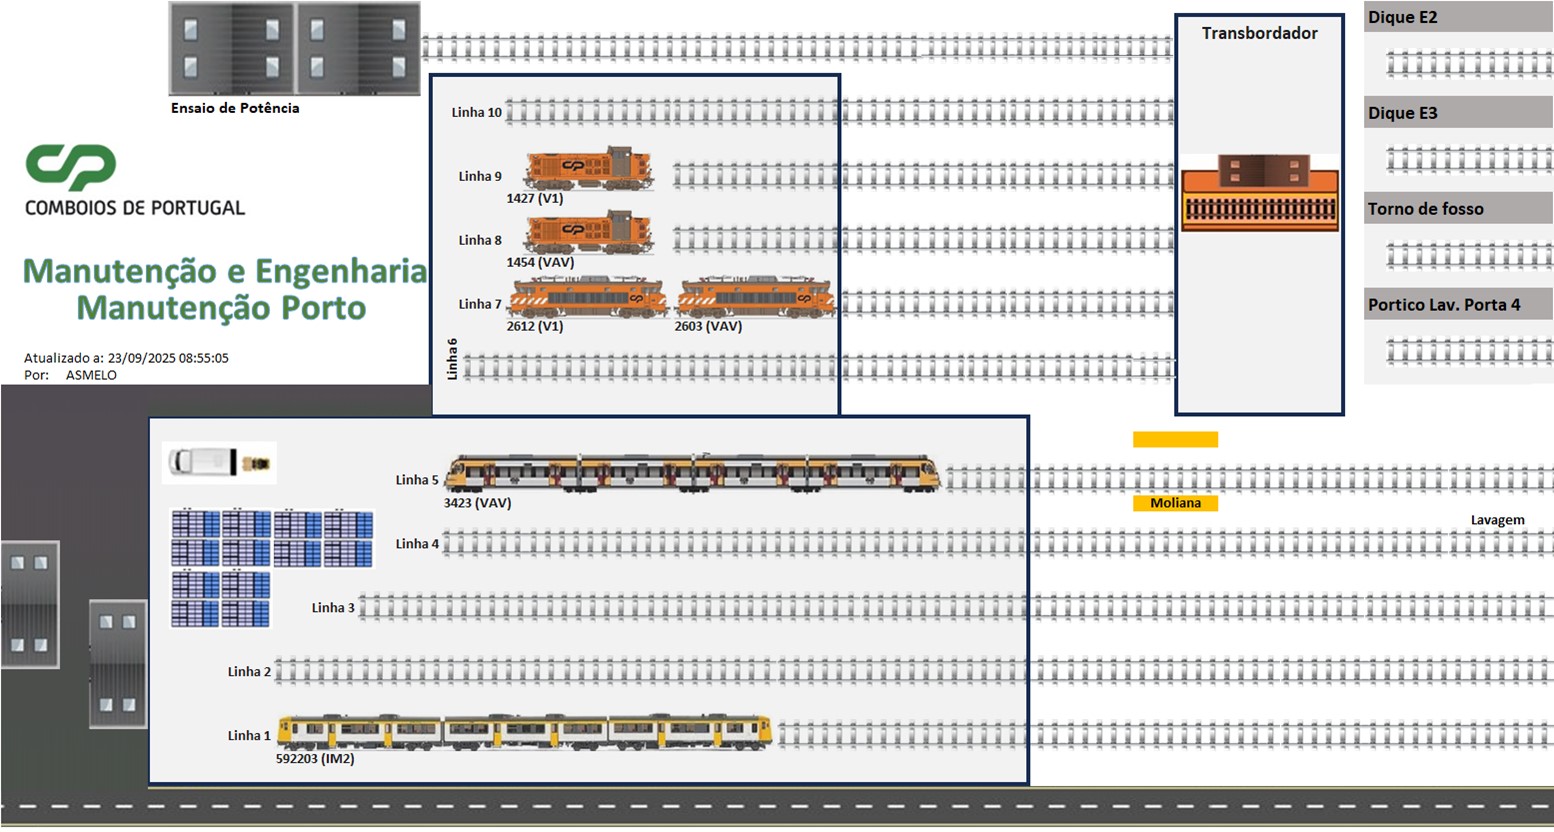 Transbordador
Dique E2
Ensaio de Potência
Linha 10
Dique E3
CP
COMBOIOS DE PORTUGAL
Linha 9
1427 (V1)
Torno de fosso
Linha 8
1454 (VAV)
Manutenção e Engenharia
Manutenção Porto
Linha 7
2612 (V1) 2603 (VAV)
Portico Lav. Porta 4
Atualizado a: 23/09/2025 08:55:05
Por: ASMELO
Linha 6
Linha 5
3423 (VAV)
Moliana
Lavagem
Linha 4
Linha 3
Linha 2
Linha 1
592203 (IM2)